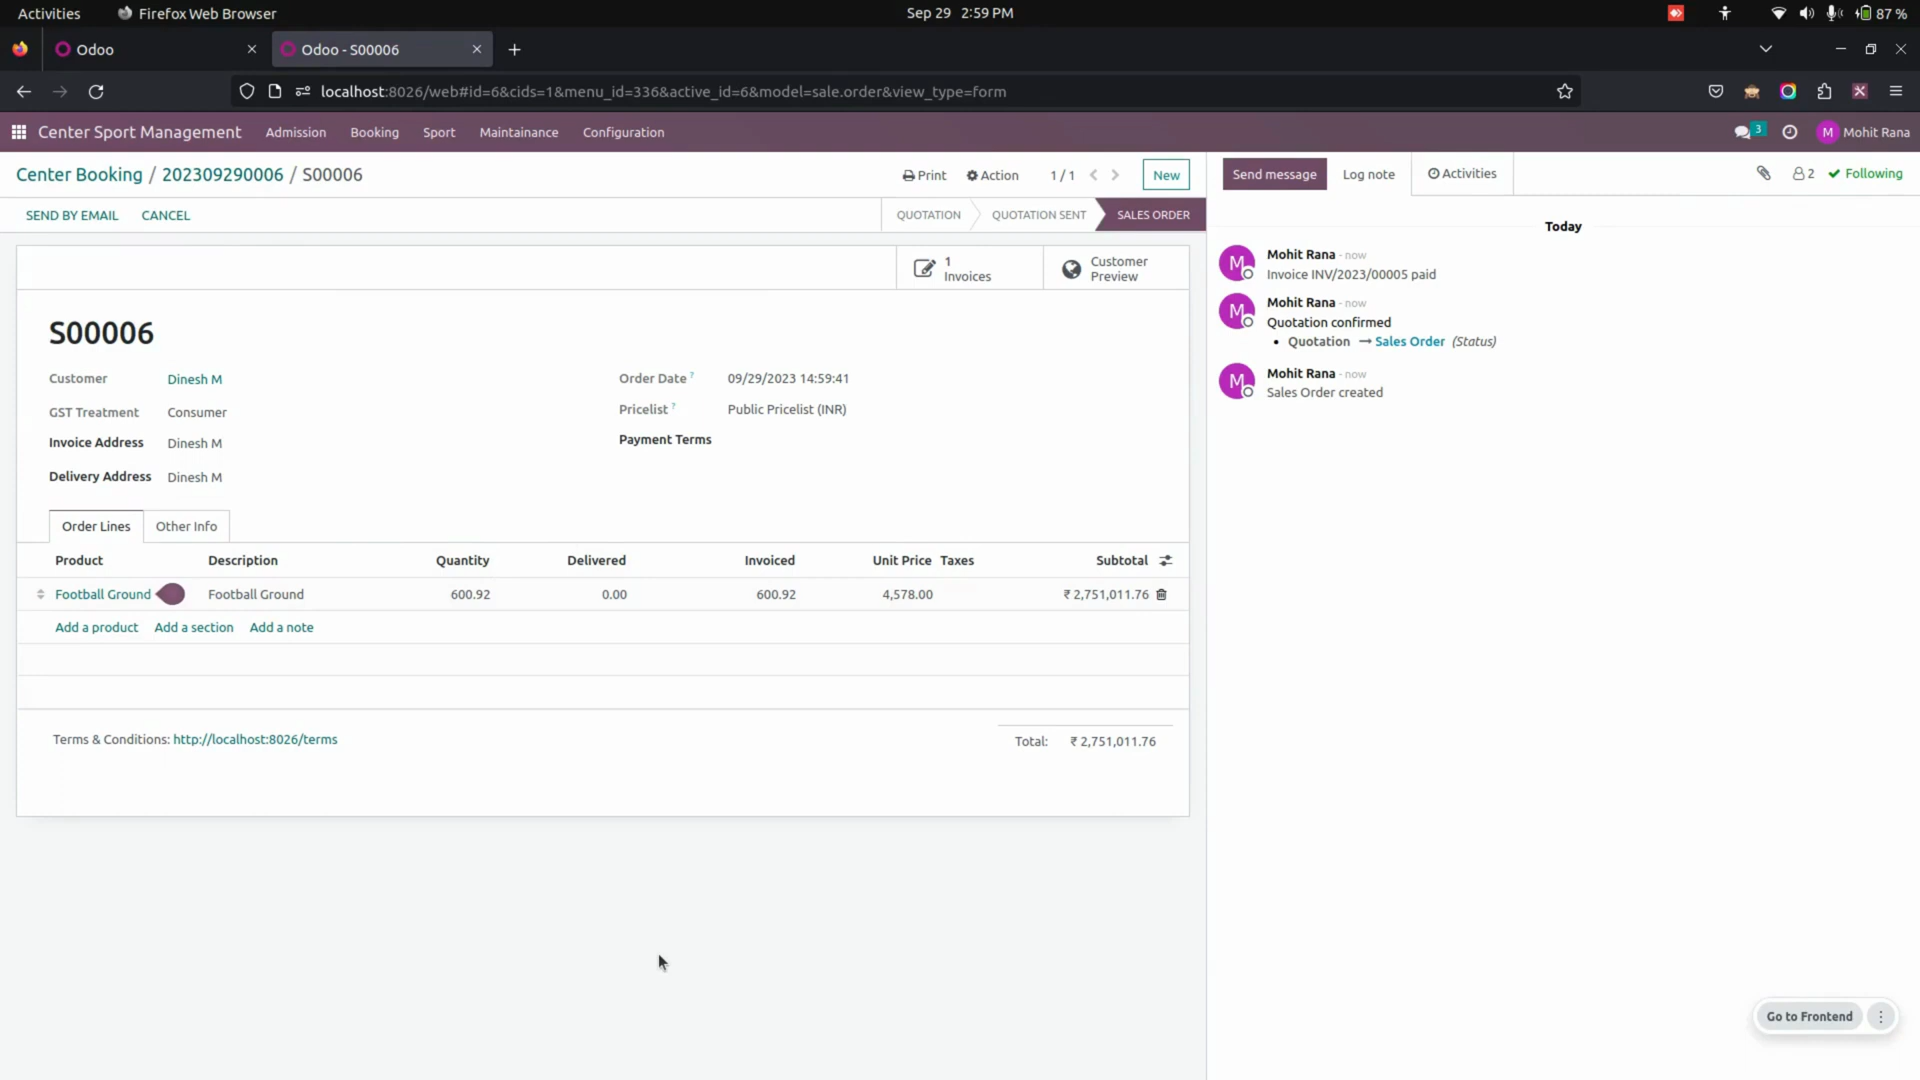 Activities Firefox Web Browser Sep 29 2:59 PM 87 %
Odoo Odoo - S00006
localhost:8026/web#id=6&cids=1&menu_id=336&active_id=6&model=sale.order&view_type=form
Center Sport Management Admission Booking Sport Maintainance Configuration 3 M Mohit Rana
Center Booking / 202309290006 / S00006 Print Action 1 / 1 New
Send message Log note Activities 2 Following
SEND BY EMAIL CANCEL QUOTATION QUOTATION SENT SALES ORDER
1 Invoices
Customer Preview
S00006
Customer Dinesh M
GST Treatment Consumer
Invoice Address Dinesh M
Delivery Address Dinesh M
Order Date ? 09/29/2023 14:59:41
Pricelist ? Public Pricelist (INR)
Payment Terms
Order Lines Other Info
Product Description Quantity Delivered Invoiced Unit Price Taxes Subtotal
Football Ground Football Ground 600.92 0.00 600.92 4,578.00 ₹ 2,751,011.76
Add a product Add a section Add a note
Terms & Conditions: http://localhost:8026/terms
Total: ₹ 2,751,011.76
Today
M Mohit Rana - now
Invoice INV/2023/00005 paid
M Mohit Rana - now
Quotation confirmed
• Quotation → Sales Order (Status)
M Mohit Rana - now
Sales Order created
Go to Frontend